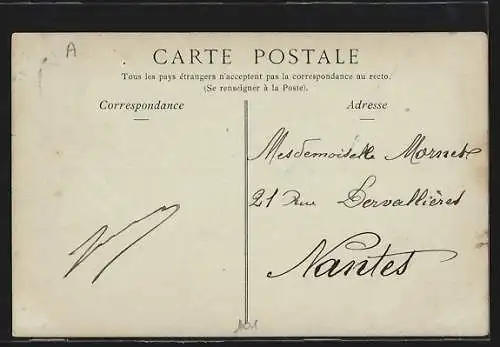 A
CARTE POSTALE
Tous les pays étrangers n'acceptent pas la correspondance au recto.
(Se renseigner à la Poste).
Correspondance
Adresse
Mesdemoiselle Mornet
21 Rue Dervallières
Nantes